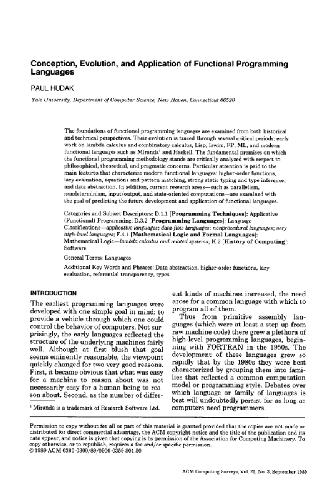 Conception, Evolution, and Application of Functional Programming
Languages
PAUL HUDAK
Yale University, Department of Computer Science, New Haven, Connecticut 06520
The foundations of functional programming languages are examined from both historical
and technical perspectives. Their evolution is traced through several critical periods: early
work on lambda calculus and combinatory calculus, Lisp, Iswim, FP, ML, and modern
functional languages such as Miranda¹ and Haskell. The fundamental premises on which
the functional programming methodology stands are critically analyzed with respect to
philosophical, theoretical, and pragmatic concerns. Particular attention is paid to the
main features that characterize modern functional languages: higher-order functions,
lazy evaluation, equations and pattern matching, strong static typing and type inference,
and data abstraction. In addition, current research areas—such as parallelism,
nondeterminism, input/output, and state-oriented computations—are examined with
the goal of predicting the future development and application of functional languages.
Categories and Subject Descriptors: D.1.1 [Programming Techniques]: Applicative
(Functional) Programming; D.3.2 [Programming Languages]: Language
Classifications—applicative languages; data-flow languages; nonprocedural languages; very
high-level languages; F.4.1 [Mathematical Logic and Formal Languages]:
Mathematical Logic—lambda calculus and related systems; K.2 [History of Computing]:
Software
General Terms: Languages
Additional Key Words and Phrases: Data abstraction, higher-order functions, lazy
evaluation, referential transparency, types
INTRODUCTION
The earliest programming languages were
developed with one simple goal in mind: to
provide a vehicle through which one could
control the behavior of computers. Not sur-
prisingly, the early languages reflected the
structure of the underlying machines fairly
well. Although at first blush that goal
seems eminently reasonable, the viewpoint
quickly changed for two very good reasons.
First, it became obvious that what was easy
for a machine to reason about was not
necessarily easy for a human being to rea-
son about. Second, as the number of differ-
¹ Miranda is a trademark of Research Software Ltd.
ent kinds of machines increased, the need
arose for a common language with which to
program all of them.
Thus from primitive assembly lan-
guages (which were at least a step up from
raw machine code) there grew a plethora of
high-level programming languages, begin-
ning with FORTRAN in the 1950s. The
development of these languages grew so
rapidly that by the 1980s they were best
characterized by grouping them into fami-
lies that reflected a common computation
model or programming style. Debates over
which language or family of languages is
best will undoubtedly persist for as long as
computers need programmers.
Permission to copy without fee all or part of this material is granted provided that the copies are not made or
distributed for direct commercial advantage, the ACM copyright notice and the title of the publication and its
date appear, and notice is given that copying is by permission of the Association for Computing Machinery. To
copy otherwise, or to republish, requires a fee and/or specific permission.
ACM Computing Surveys, Vol. 21, No. 3, September 1989